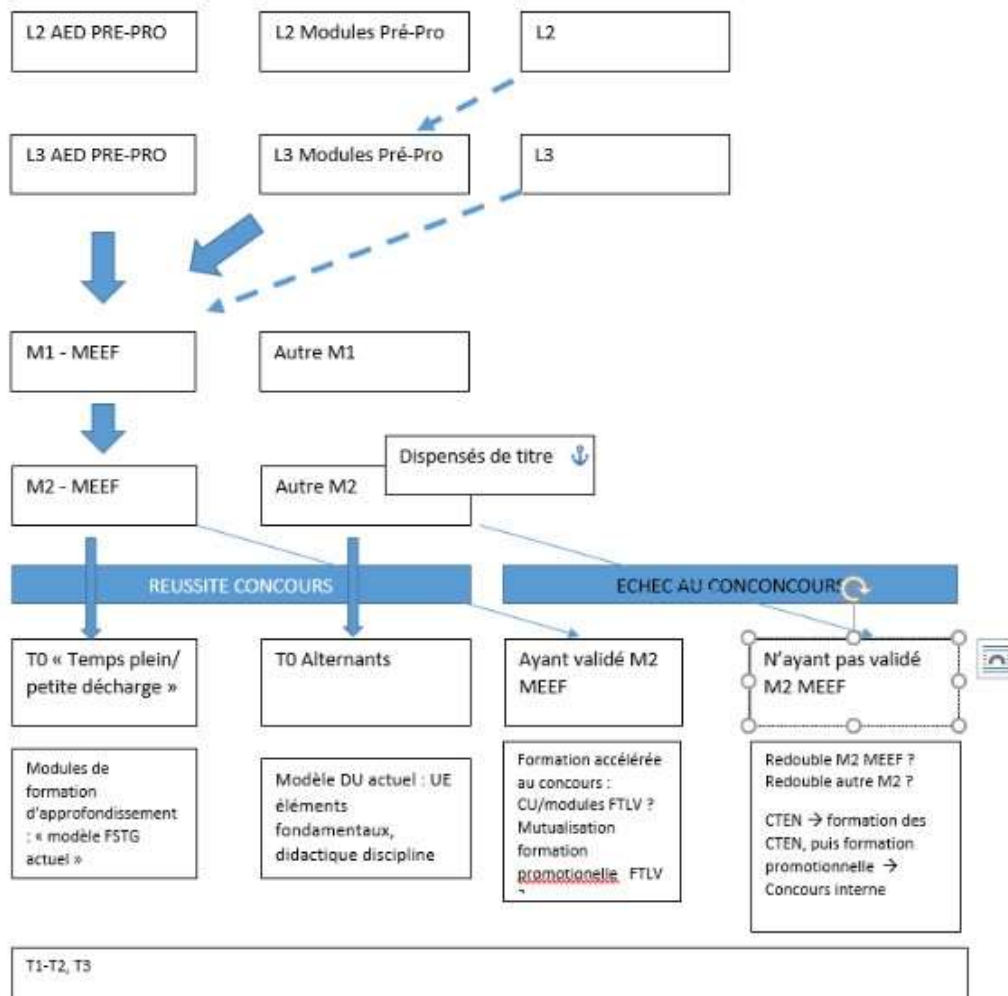 L2 AED PRE-PRO
L2 Modules Pré-Pro
L2
L3 AED PRE-PRO
L3 Modules Pré-Pro
L3
M1 - MEEF
Autre M1
Dispensés de titre
M2 - MEEF
Autre M2
REUSSITE CONCOURS
ECHEC AU CONCONCOURS
T0 « Temps plein/
petite décharge »
T0 Alternants
Ayant validé M2
MEEF
N'ayant pas validé
M2 MEEF
Modules de
formation
d'approfondissement
: « modèle FSTG
actuel »
Modèle DU actuel : UE
éléments
fondamentaux,
didactique discipline
Formation accélérée
au concours :
CU/modules FTLV ?
Mutualisation
formation
promotionelle FTLV
Redouble M2 MEEF ?
Redouble autre M2 ?
CTEN → formation des
CTEN, puis formation
promotionnelle →
Concours interne
T1-T2, T3